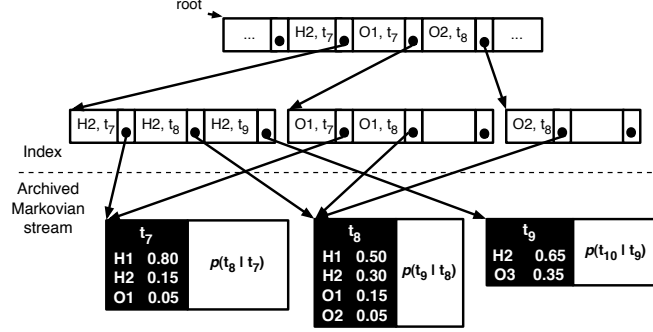 root
... H2, t7 O1, t7 O2, t8 ...
H2, t7 H2, t8 H2, t9 O1, t7 O1, t8 O2, t8
Index
Archived
Markovian
stream
t7
H1 0.80
H2 0.15
O1 0.05
p(t8 | t7)
t8
H1 0.50
H2 0.30
O1 0.15
O2 0.05
p(t9 | t8)
t9
H2 0.65
O3 0.35
p(t10 | t9)